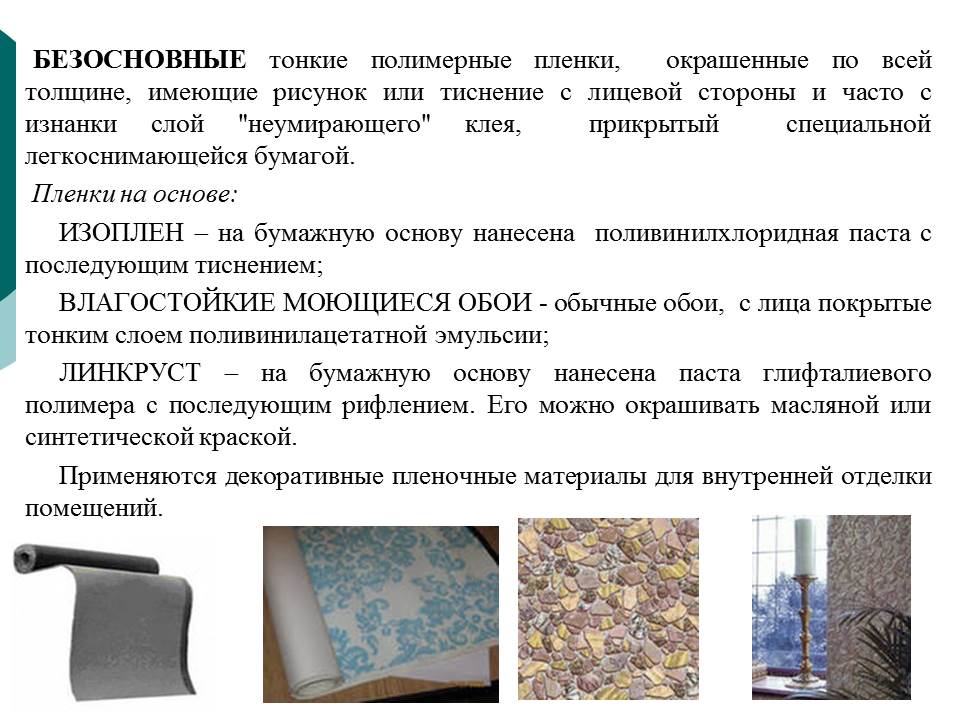 БЕЗОСНОВНЫЕ тонкие полимерные пленки, окрашенные по всей
толщине, имеющие рисунок или тиснение с лицевой стороны и часто с
изнанки слой "неумирающего" клея, прикрытый специальной
легкоснимающейся бумагой.
Пленки на основе:
ИЗОПЛЕН – на бумажную основу нанесена поливинилхлоридная паста с
последующим тиснением;
ВЛАГОСТОЙКИЕ МОЮЩИЕСЯ ОБОИ - обычные обои, с лица покрытые
тонким слоем поливинилацетатной эмульсии;
ЛИНКРУСТ – на бумажную основу нанесена паста глифталиевого
полимера с последующим рифлением. Его можно окрашивать масляной или
синтетической краской.
Применяются декоративные пленочные материалы для внутренней отделки
помещений.